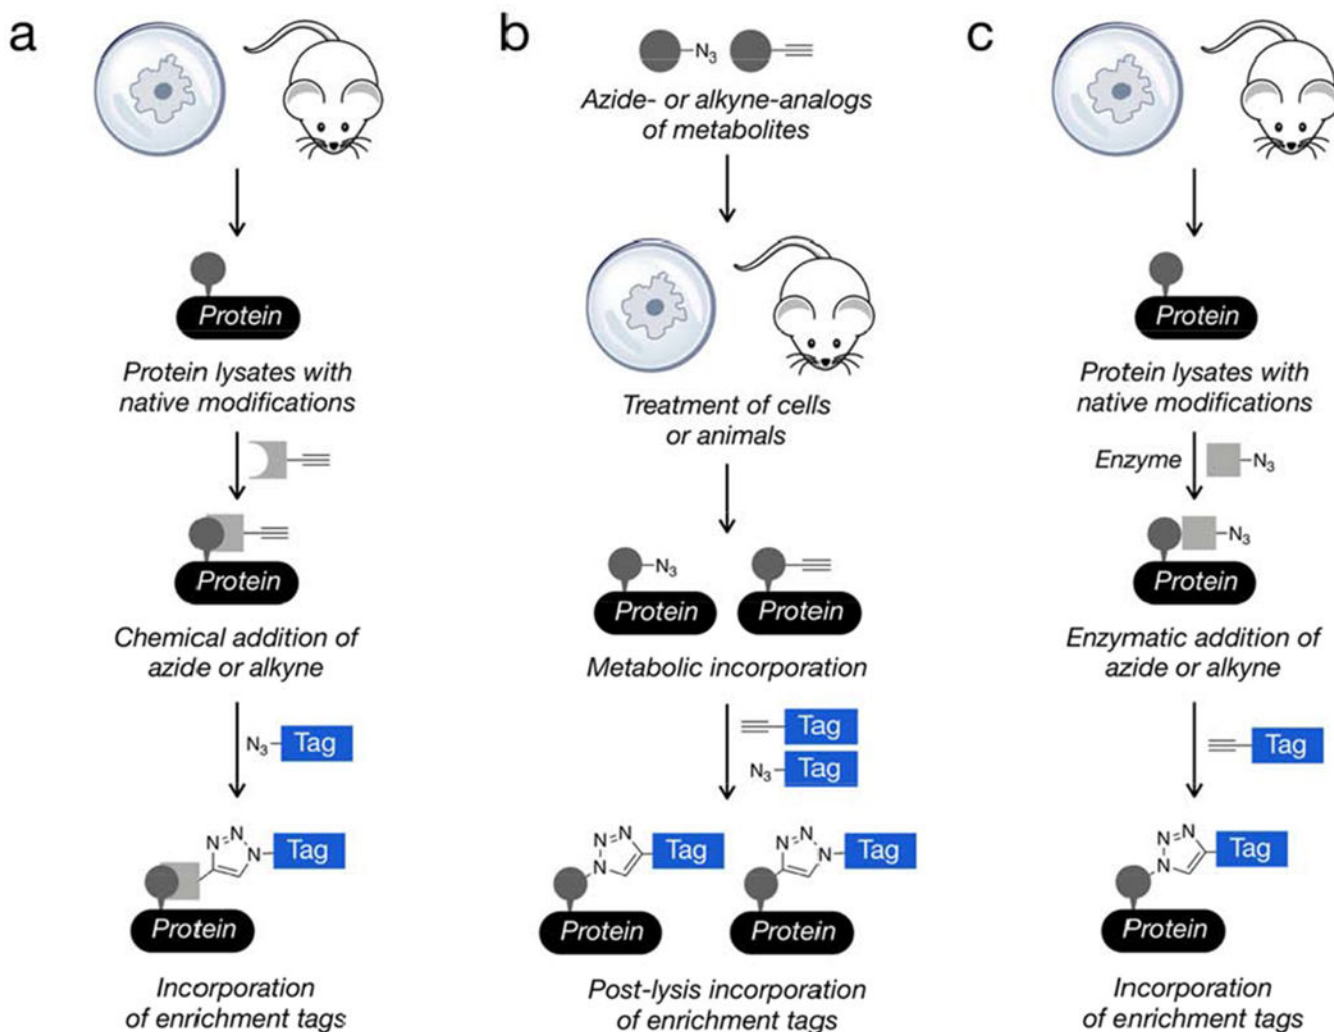 a
Protein
Protein lysates with
native modifications
Protein
Chemical addition of
azide or alkyne
N3
Tag
N
N
N
Tag
Protein
Incorporation
of enrichment tags
b
N3
Azide- or alkyne-analogs
of metabolites
Treatment of cells
or animals
N3
Protein
Protein
Metabolic incorporation
Tag
N3
Tag
N
N
N
Tag
Protein
N
N
N
Tag
Protein
Post-lysis incorporation
of enrichment tags
c
Protein
Protein lysates with
native modifications
Enzyme
N3
N3
Protein
Enzymatic addition of
azide or alkyne
Tag
N
N
N
Tag
Protein
Incorporation
of enrichment tags